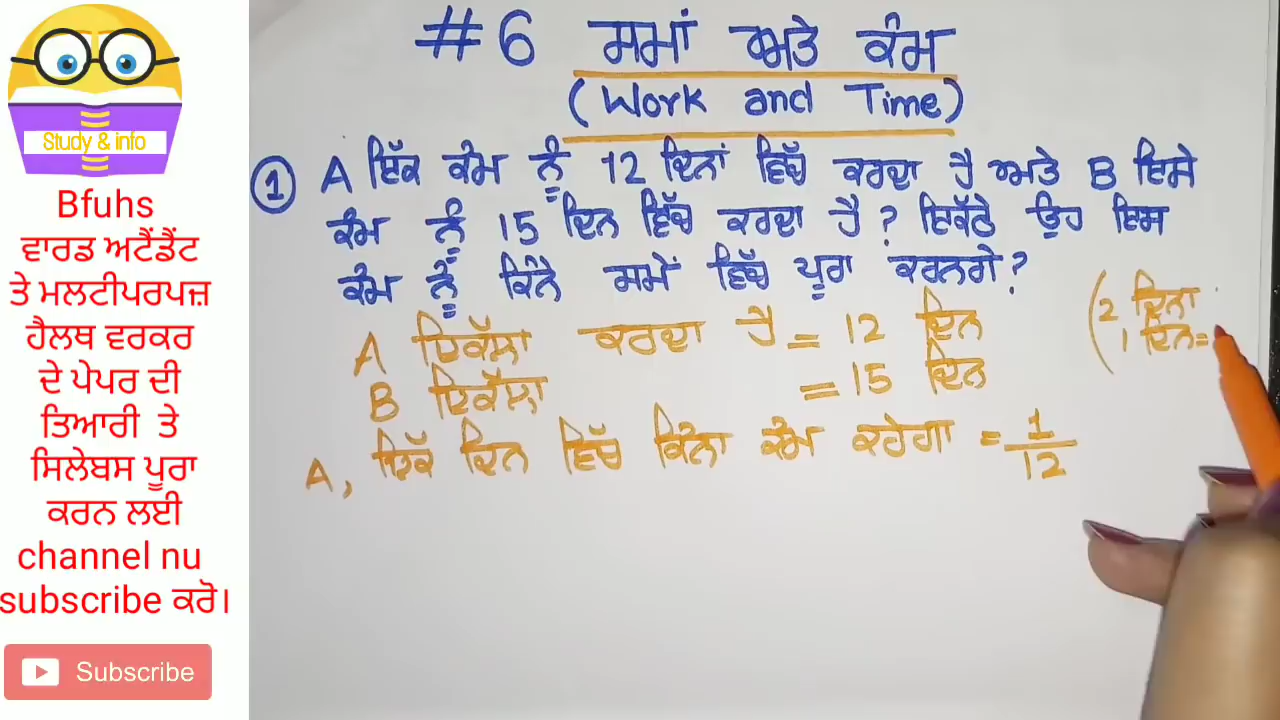 Study & info
Bfuhs
ਵਾਰਡ ਅਟੈਂਡੈਂਟ
ਤੇ ਮਲਟੀਪਰਪਜ਼
ਹੈਲਥ ਵਰਕਰ
ਦੇ ਪੇਪਰ ਦੀ
ਤਿਆਰੀ ਤੇ
ਸਿਲੇਬਸ ਪੂਰਾ
ਕਰਨ ਲਈ
channel nu
subscribe ਕਰੋ।
Subscribe
#6 ਸਮਾਂ ਅਤੇ ਕੰਮ
(Work and Time)
1 A ਇੱਕ ਕੰਮ ਨੂੰ 12 ਦਿਨਾਂ ਵਿੱਚ ਕਰਦਾ ਹੈ ਅਤੇ B ਇਸੇ
ਕੰਮ ਨੂੰ 15 ਦਿਨ ਵਿੱਚ ਕਰਦਾ ਹੈ? ਇਕੱਠੇ ਉਹ ਇਸ
ਕੰਮ ਨੂੰ ਕਿੰਨੇ ਸਮੇਂ ਵਿੱਚ ਪੂਰਾ ਕਰਨਗੇ?
A ਇਕੱਲਾ ਕਰਦਾ ਹੈ = 12 ਦਿਨ
B ਇਕੱਲਾ = 15 ਦਿਨ
(2 ਦਿਨਾ
1 ਦਿਨ=
A, ਇੱਕ ਦਿਨ ਵਿੱਚ ਕਿੰਨਾ ਕੰਮ ਕਰੇਗਾ = 1/12